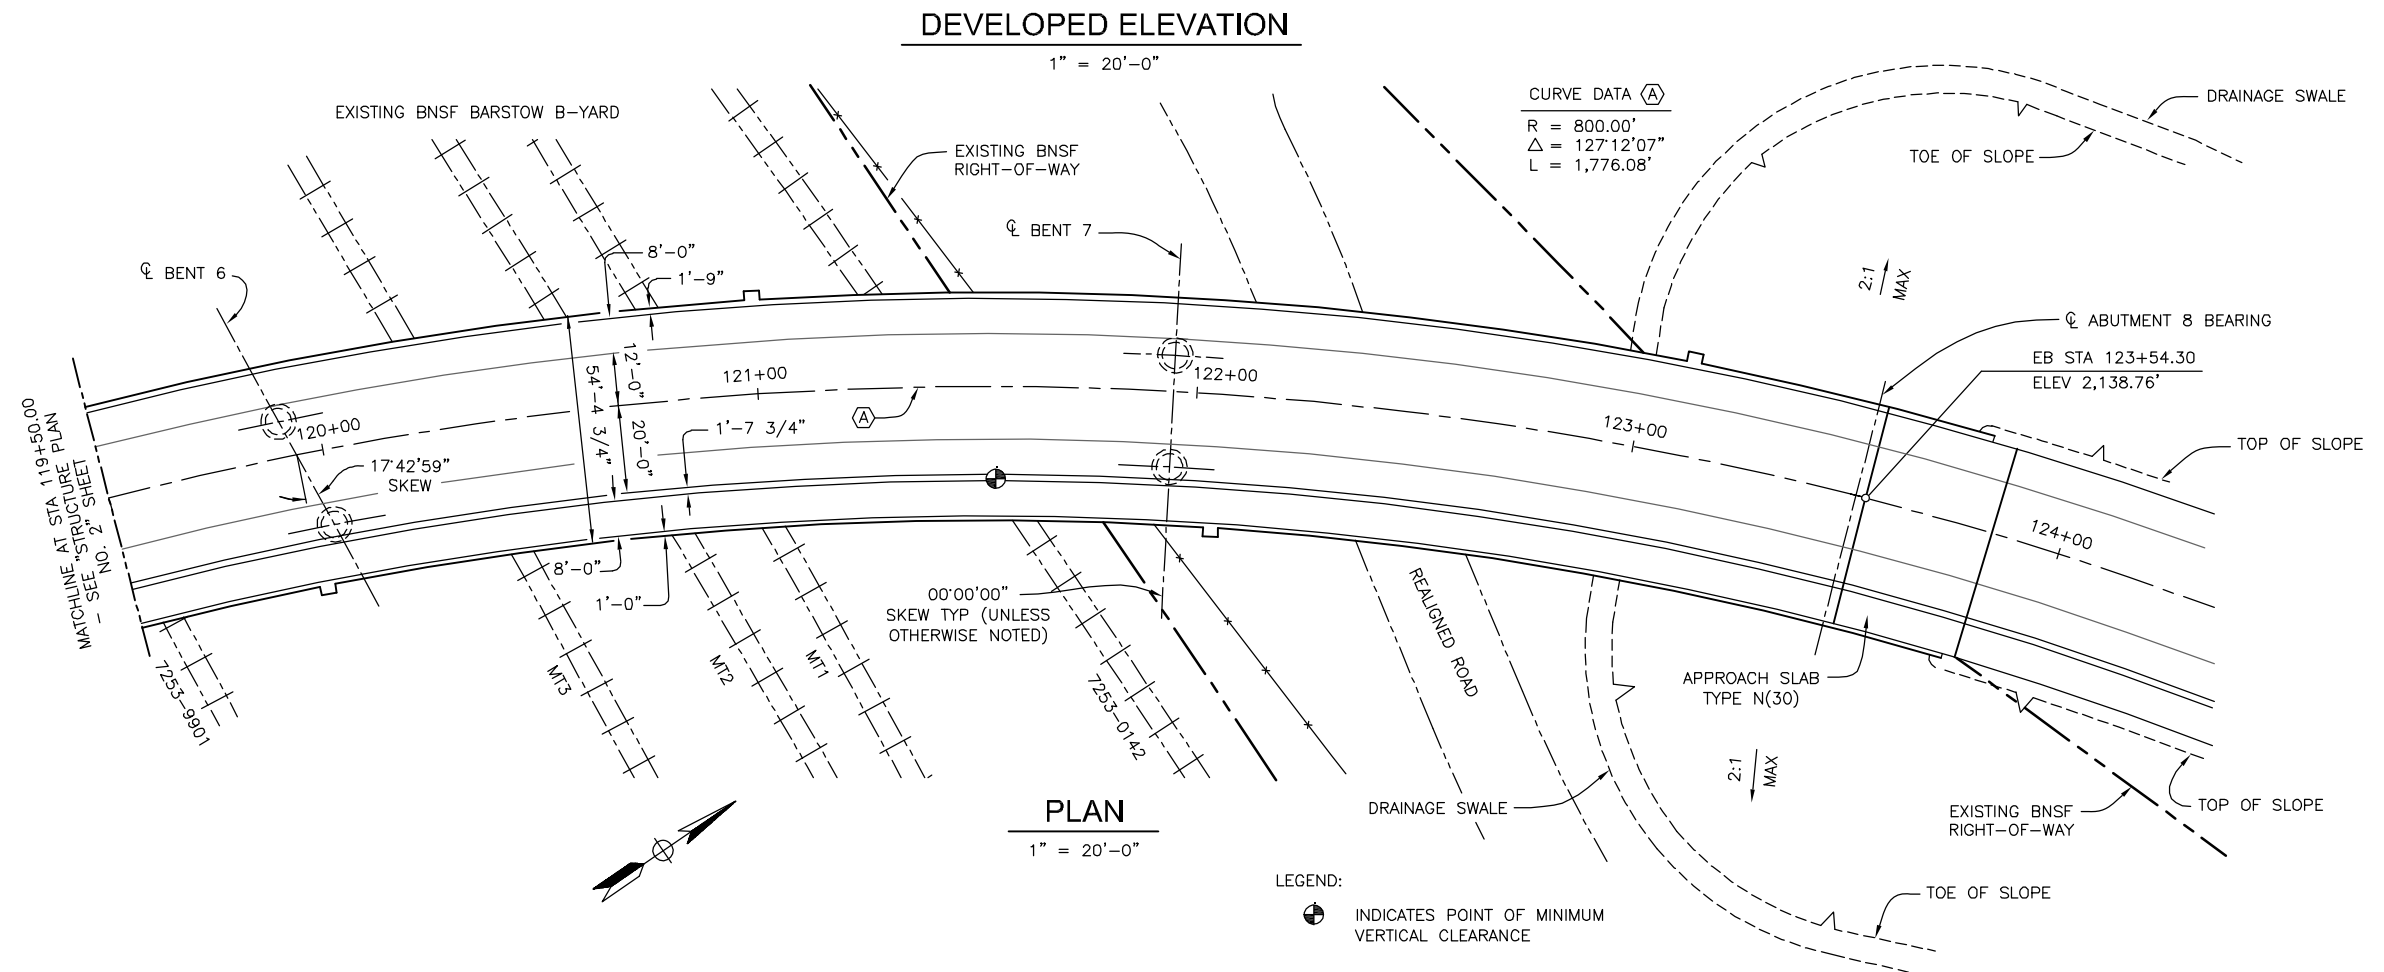 DEVELOPED ELEVATION
1" = 20'-0"
EXISTING BNSF BARSTOW B-YARD
EXISTING BNSF
RIGHT-OF-WAY
CURVE DATA A
R = 800.00'
△ = 127°12'07"
L = 1,776.08'
DRAINAGE SWALE
TOE OF SLOPE
℄ BENT 6
8'-0"
1'-9"
℄ BENT 7
2:1
MAX
℄ ABUTMENT 8 BEARING
EB STA 123+54.30
ELEV 2,138.76'
MATCHLINE AT STA 119+50.00
- SEE "STRUCTURE PLAN
NO. 2" SHEET
120+00
121+00
122+00
123+00
124+00
12'-0"
54'-4 3/4"
20'-0"
1'-7 3/4"
A
17°42'59"
SKEW
TOP OF SLOPE
8'-0"
1'-0"
00°00'00"
SKEW TYP (UNLESS
OTHERWISE NOTED)
7253-9901
MT3
MT2
MT1
7253-0142
REALIGNED ROAD
APPROACH SLAB
TYPE N(30)
2:1
MAX
DRAINAGE SWALE
EXISTING BNSF
RIGHT-OF-WAY
TOP OF SLOPE
PLAN
1" = 20'-0"
LEGEND:
INDICATES POINT OF MINIMUM
VERTICAL CLEARANCE
TOE OF SLOPE